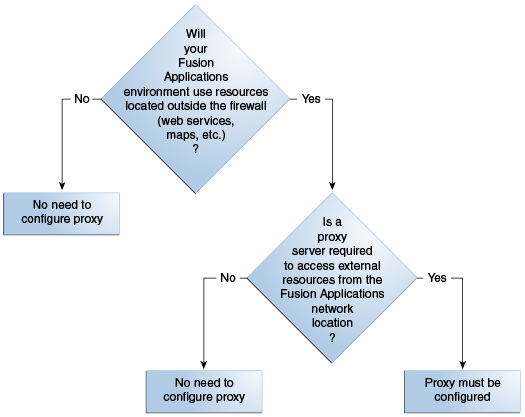 Will
your
Fusion
Applications
environment use resources
located outside the firewall
(web services,
maps, etc.)
?
No
Yes
No need to
configure proxy
Is a
proxy
server required
to access external
resources from the
Fusion Applications
network
location
?
No
Yes
No need to
configure proxy
Proxy must be
configured